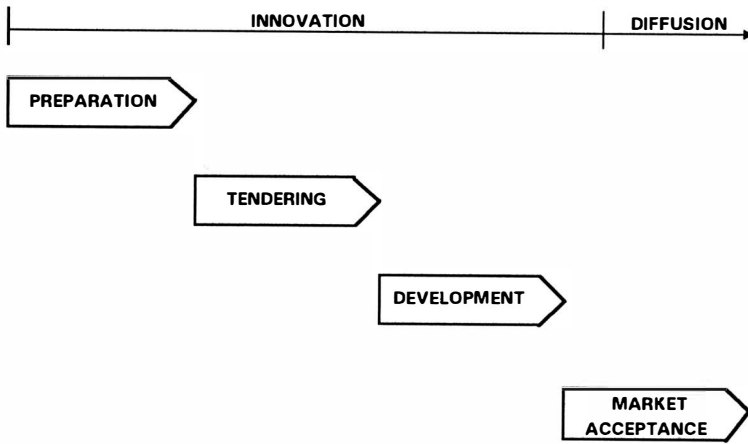 INNOVATION
DIFFUSION
PREPARATION
TENDERING
DEVELOPMENT
MARKET
ACCEPTANCE